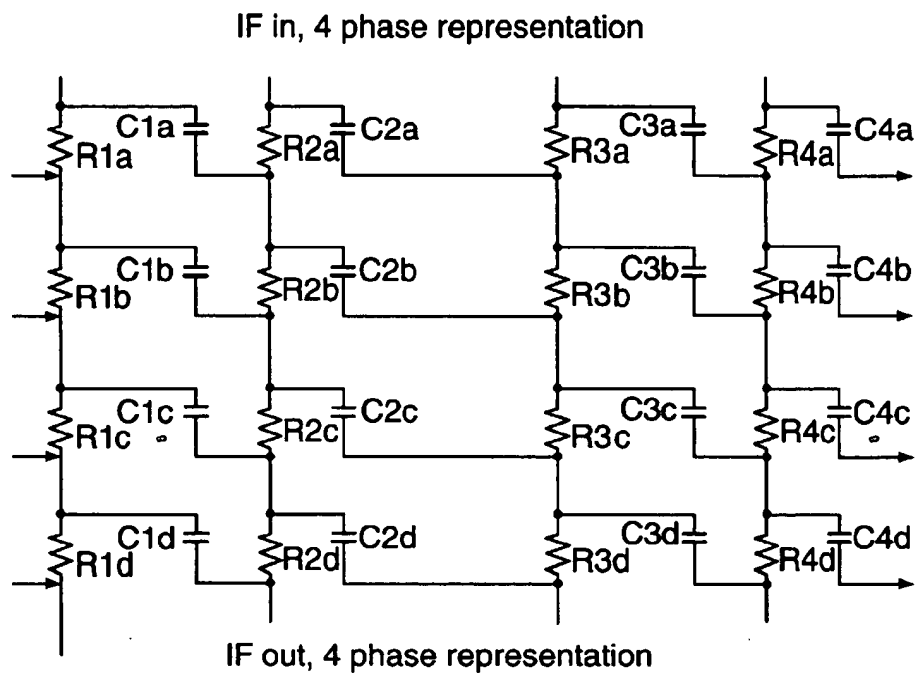 IF in, 4 phase representation
C1a C2a C3a C4a
R1a R2a R3a R4a
C1b C2b C3b C4b
R1b R2b R3b R4b
C1c C2c C3c C4c
R1c R2c R3c R4c
C1d C2d C3d C4d
R1d R2d R3d R4d
IF out, 4 phase representation